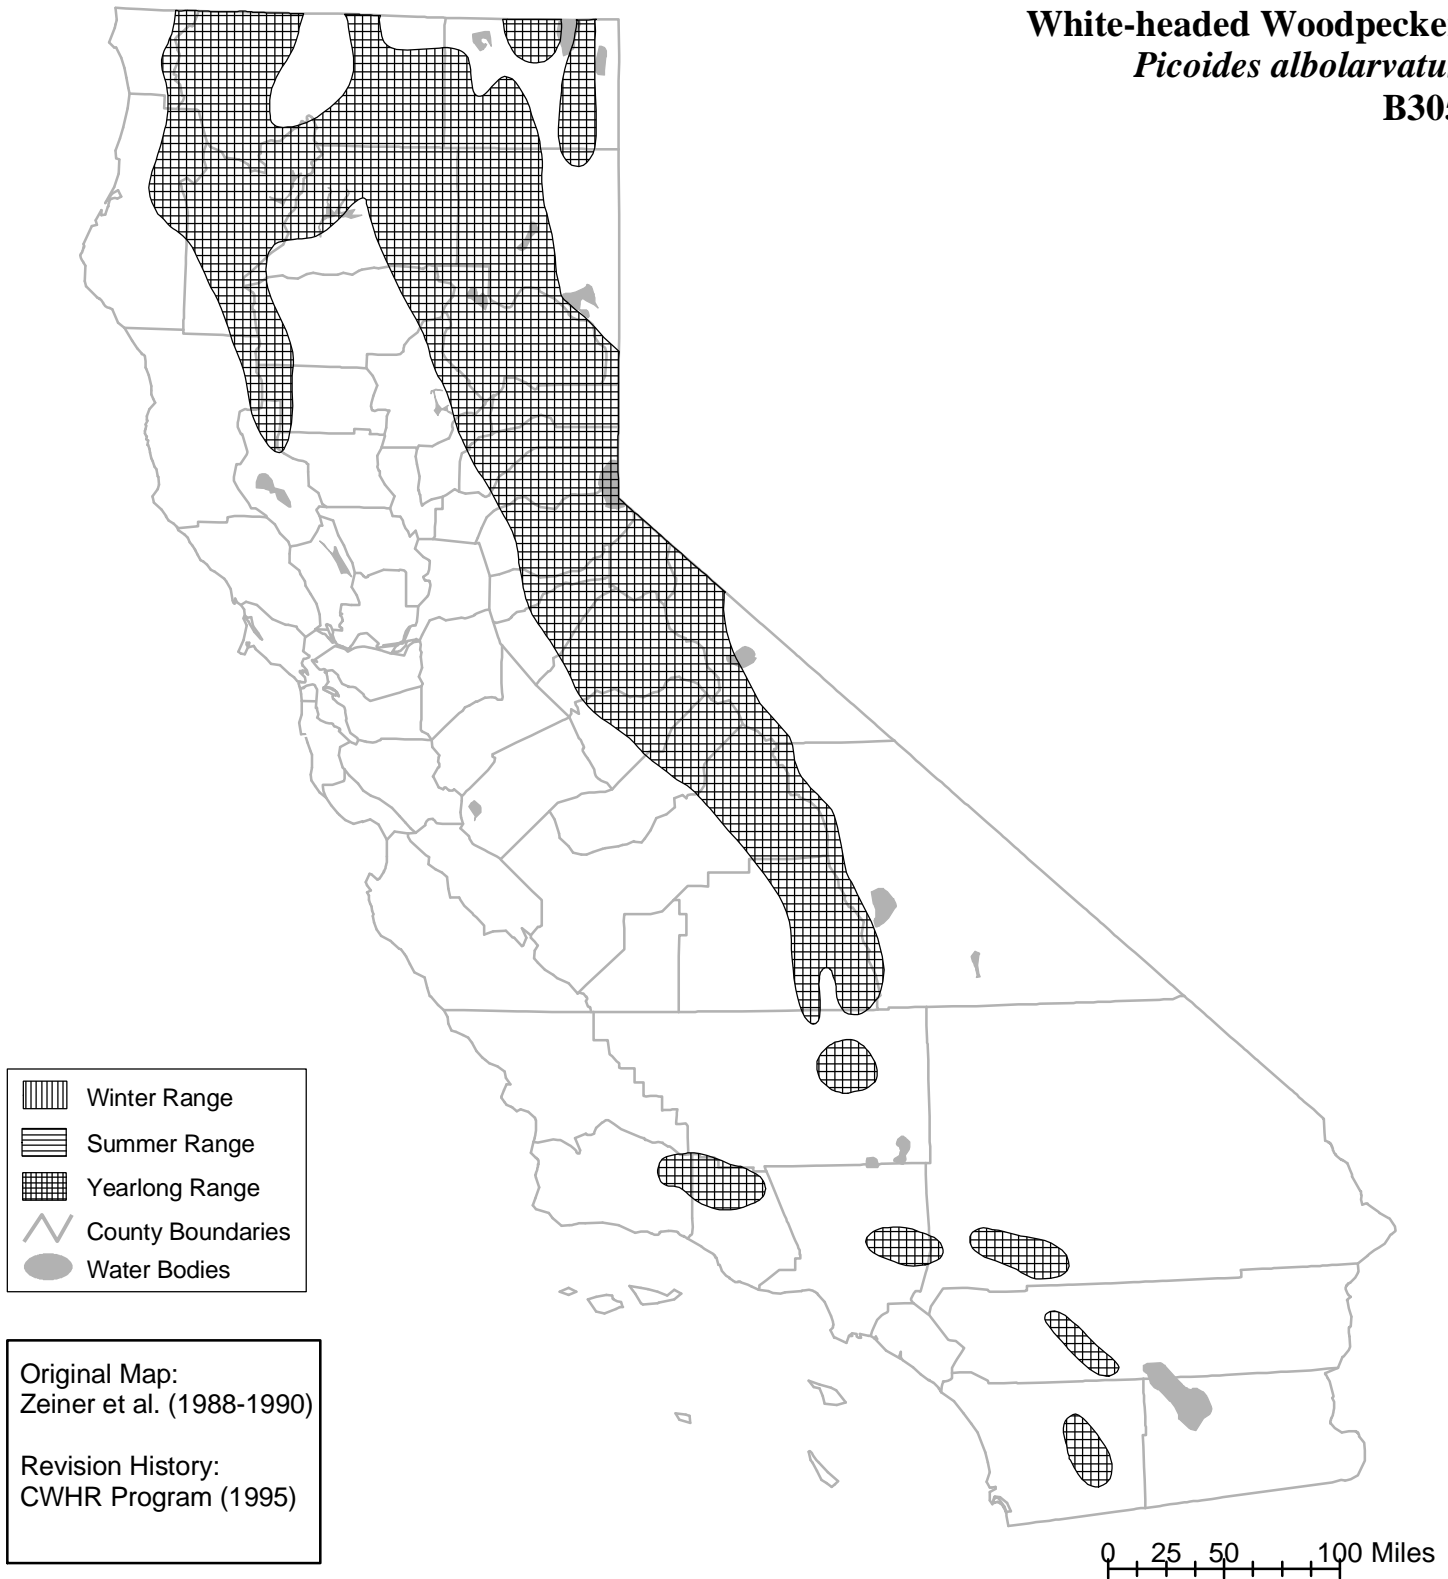 White-headed Woodpecke
Picoides albolarvatu
B305
Winter Range
Summer Range
Yearlong Range
County Boundaries
Water Bodies
Original Map:
Zeiner et al. (1988-1990)
Revision History:
CWHR Program (1995)
0 25 50 100 Miles